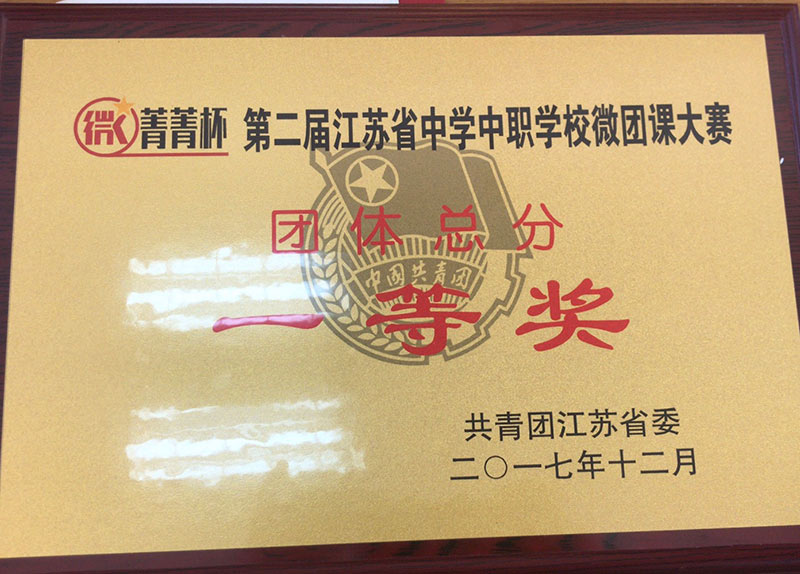 微 菁菁杯 第二届江苏省中学中职学校微团课大赛
团体总分
中國共青团
一等奖
共青团江苏省委
二〇一七年十二月